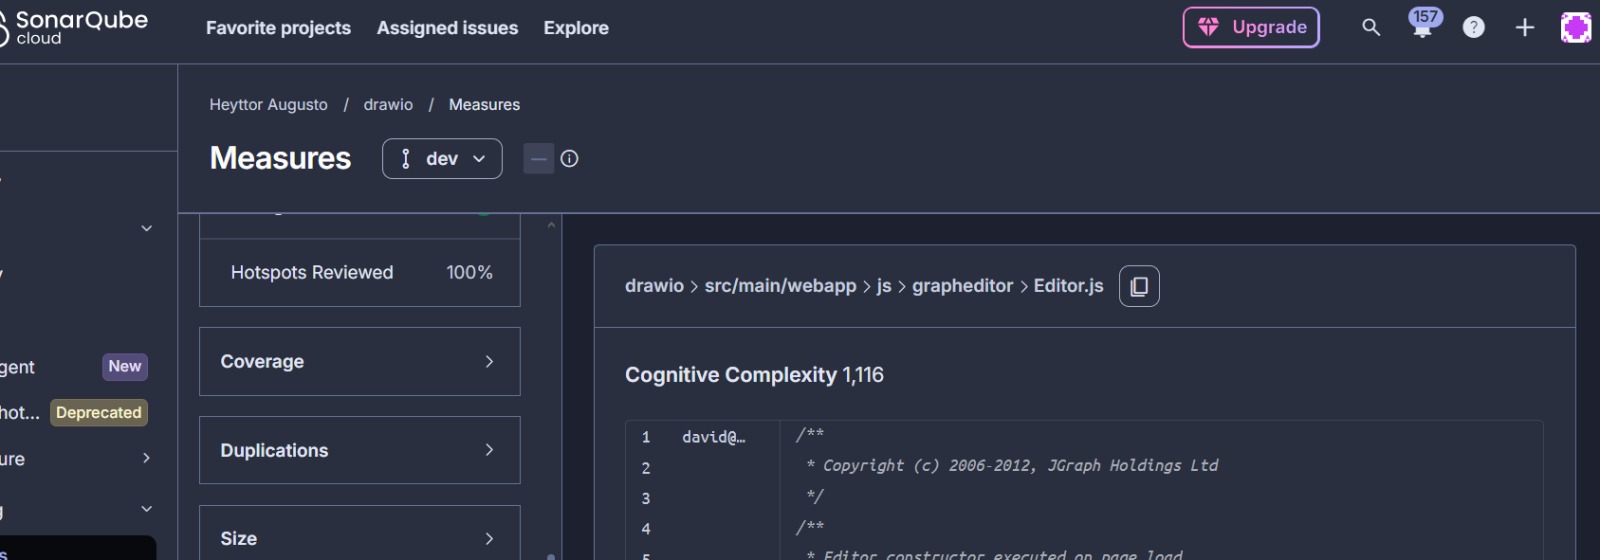 SonarQube
cloud
Favorite projects Assigned issues Explore
Upgrade
157
?
Heyttor Augusto / drawio / Measures
Measures
dev
Hotspots Reviewed 100%
Coverage
Duplications
Size
gent New
hot... Deprecated
ure
drawio > src/main/webapp > js > grapheditor > Editor.js
Cognitive Complexity 1,116
1 david@… /**
2 * Copyright (c) 2006-2012, JGraph Holdings Ltd
3 */
4 /**
5 * Editor constructor executed on page load